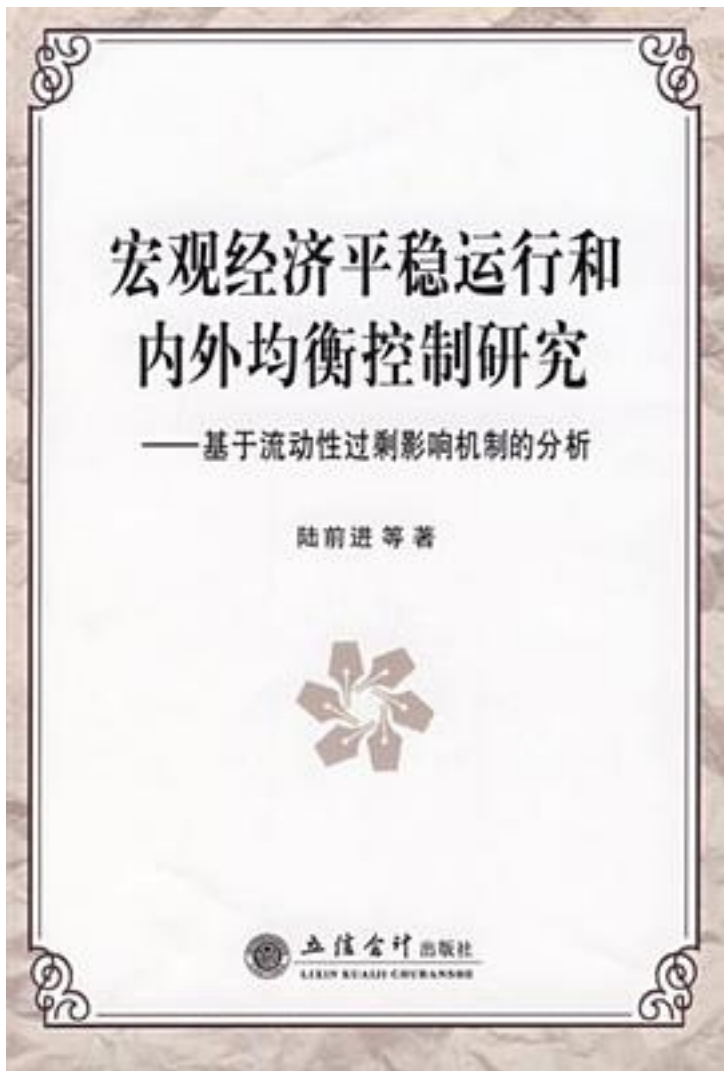 宏观经济平稳运行和
内外均衡控制研究
——基于流动性过剩影响机制的分析
陆前进 等 著
立信会计 出版社
LIXIN KUAIJI CHUBANSHE